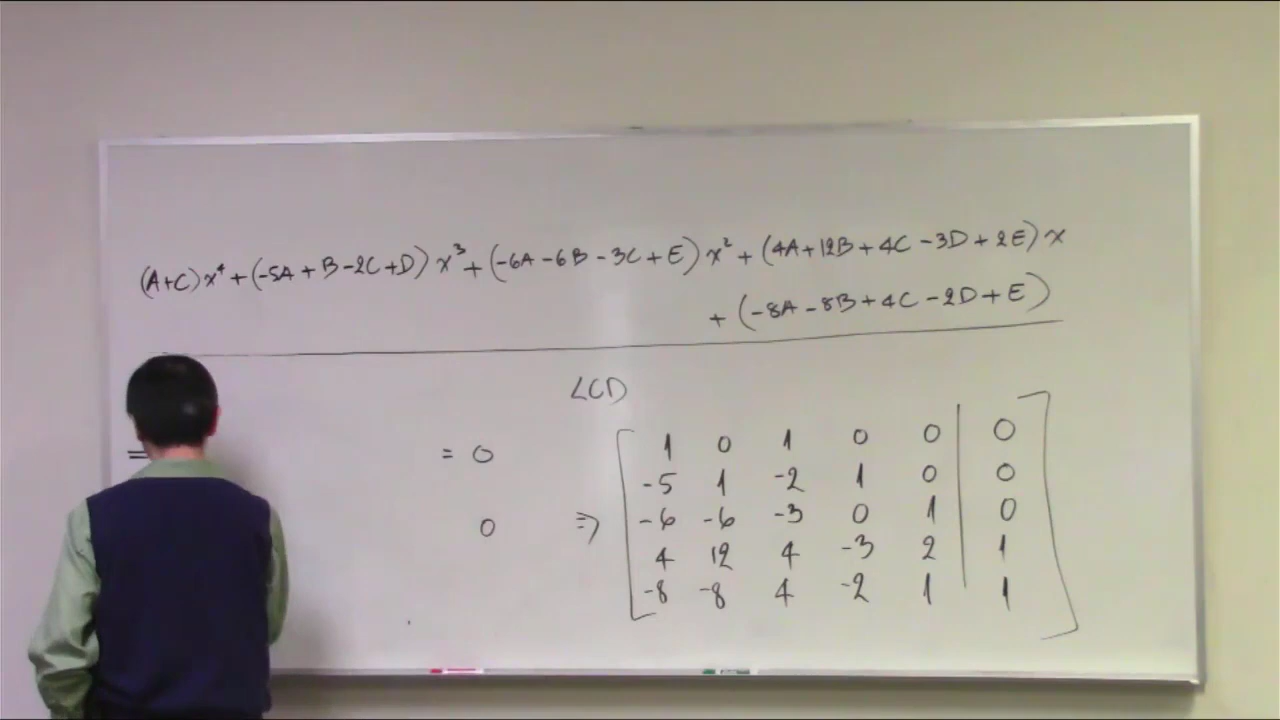 (A+C)x⁴+(-5A+B-2C+D)x³+(-6A-6B-3C+E)x²+(4A+12B+4C-3D+2E)x
+(-8A-8B+4C-2D+E)
LCD
= = 0
0 ⇒
1 0 1 0 0 | 0
-5 1 -2 1 0 | 0
-6 -6 -3 0 1 | 0
4 12 4 -3 2 | 1
-8 -8 4 -2 1 | 1